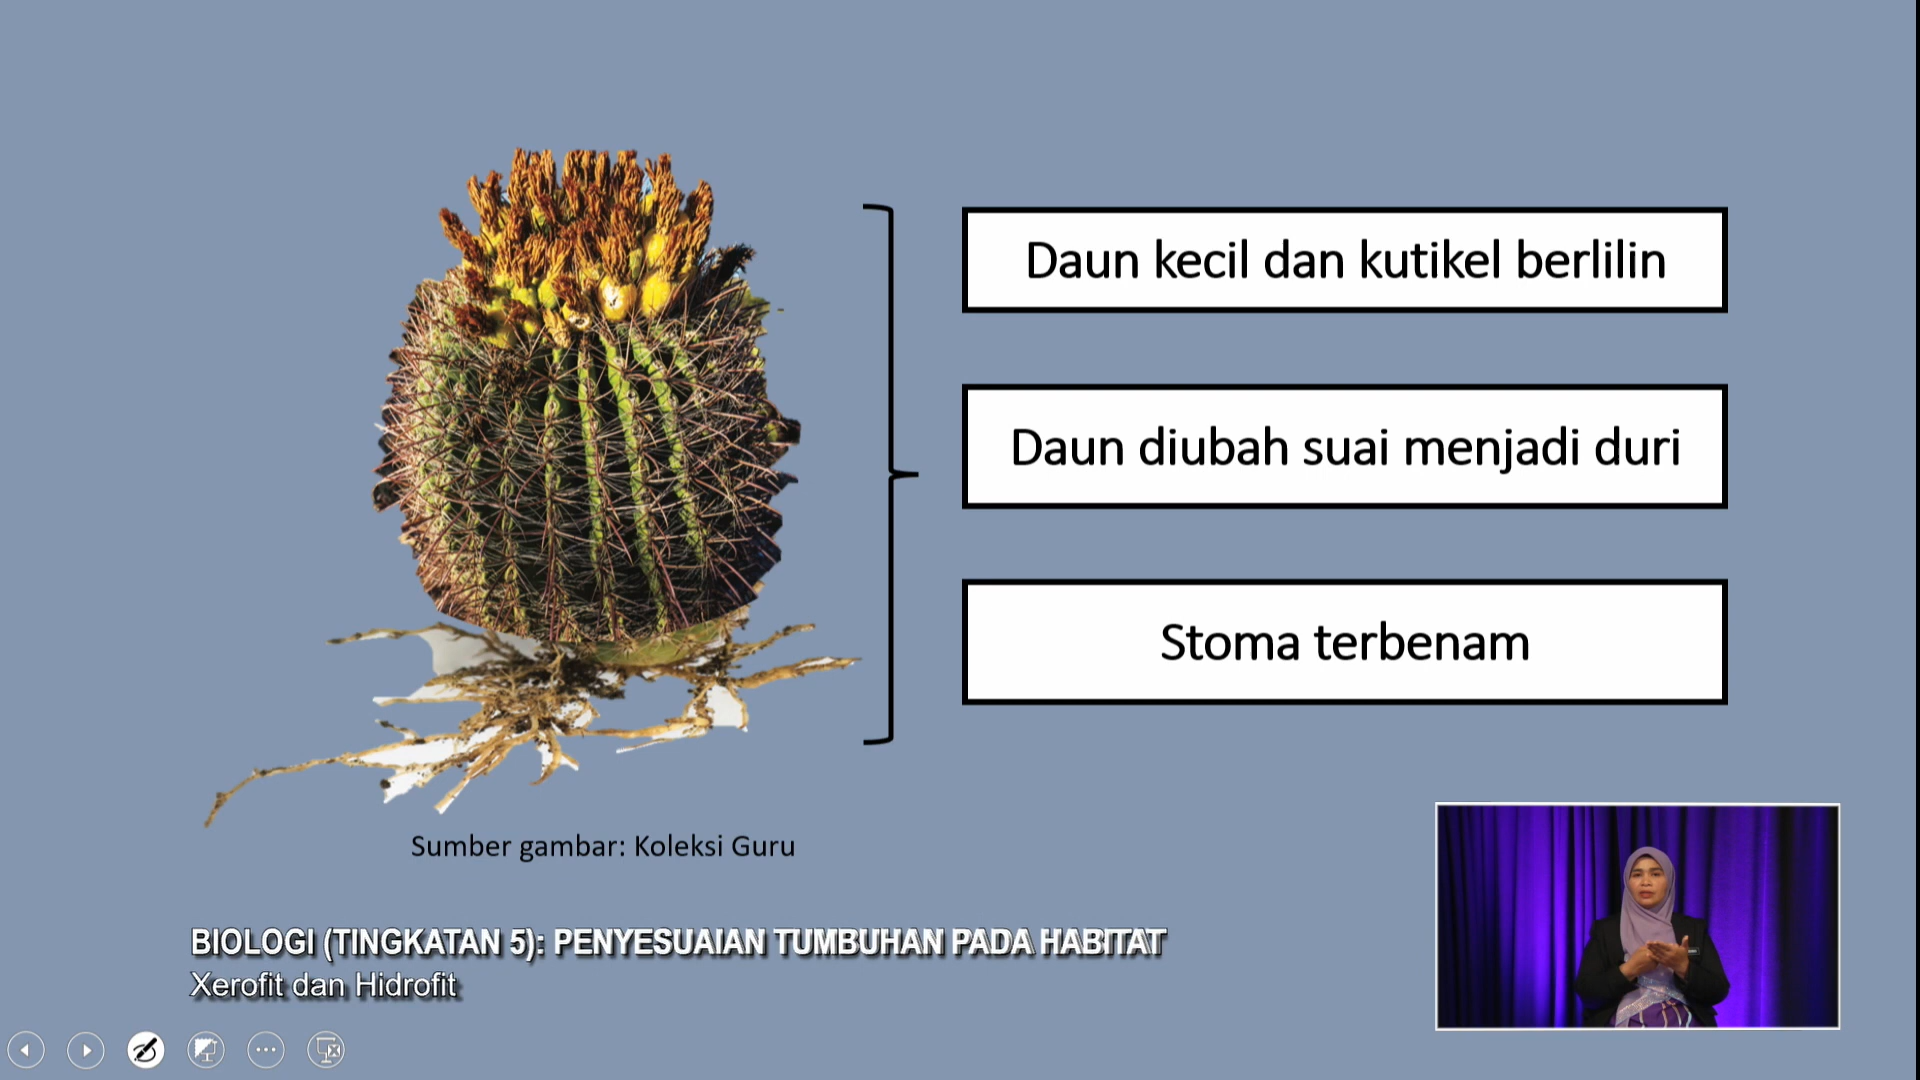 Daun kecil dan kutikel berlilin
Daun diubah suai menjadi duri
Stoma terbenam
Sumber gambar: Koleksi Guru
BIOLOGI (TINGKATAN 5): PENYESUAIAN TUMBUHAN PADA HABITAT
Xerofit dan Hidrofit